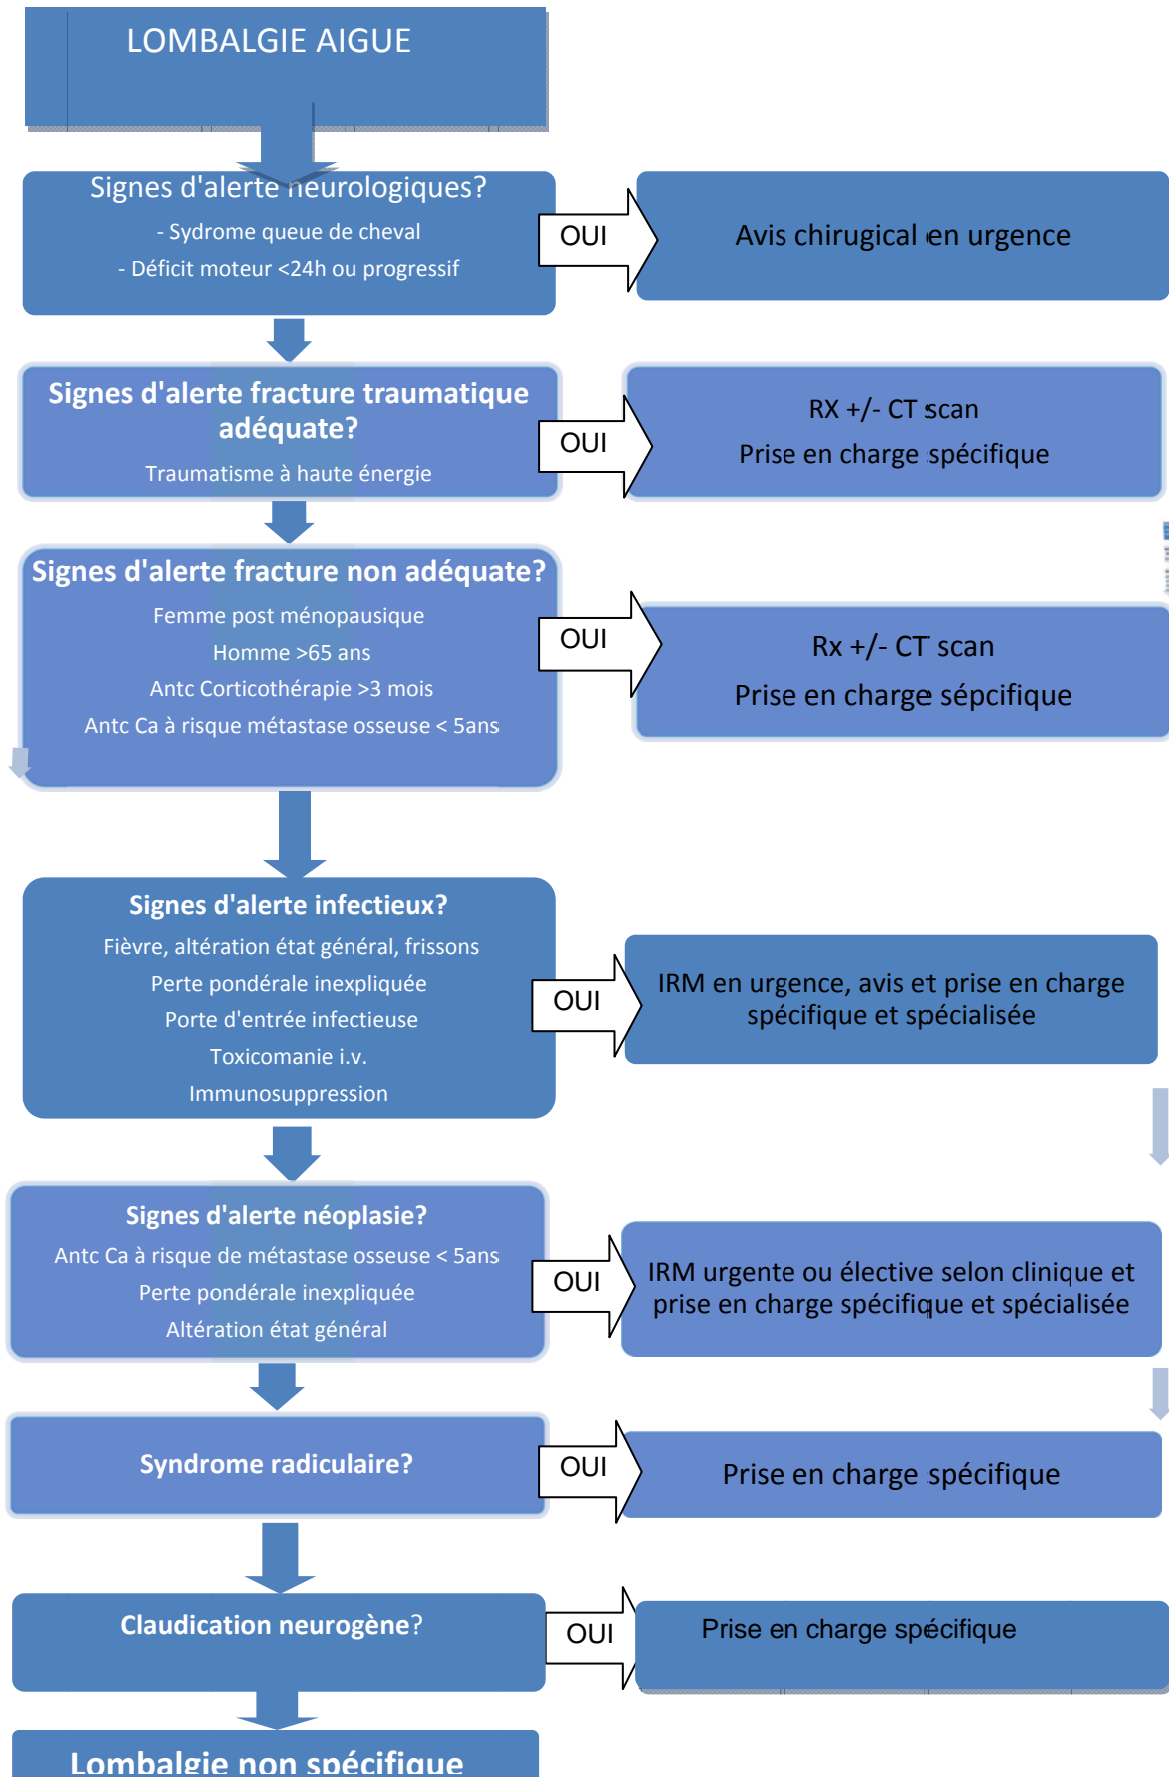 LOMBALGIE AIGUE
Signes d'alerte neurologiques?
- Sydrome queue de cheval
- Déficit moteur <24h ou progressif
OUI
Avis chirugical en urgence
Signes d'alerte fracture traumatique
adéquate?
Traumatisme à haute énergie
OUI
RX +/- CT scan
Prise en charge spécifique
Signes d'alerte fracture non adéquate?
Femme post ménopausique
Homme >65 ans
Antc Corticothérapie >3 mois
Antc Ca à risque métastase osseuse < 5ans
OUI
Rx +/- CT scan
Prise en charge sépcifique
Signes d'alerte infectieux?
Fièvre, altération état général, frissons
Perte pondérale inexpliquée
Porte d'entrée infectieuse
Toxicomanie i.v.
Immunosuppression
OUI
IRM en urgence, avis et prise en charge
spécifique et spécialisée
Signes d'alerte néoplasie?
Antc Ca à risque de métastase osseuse < 5ans
Perte pondérale inexpliquée
Altération état général
OUI
IRM urgente ou élective selon clinique et
prise en charge spécifique et spécialisée
Syndrome radiculaire?
OUI
Prise en charge spécifique
Claudication neurogène?
OUI
Prise en charge spécifique
Lombalgie non spécifique